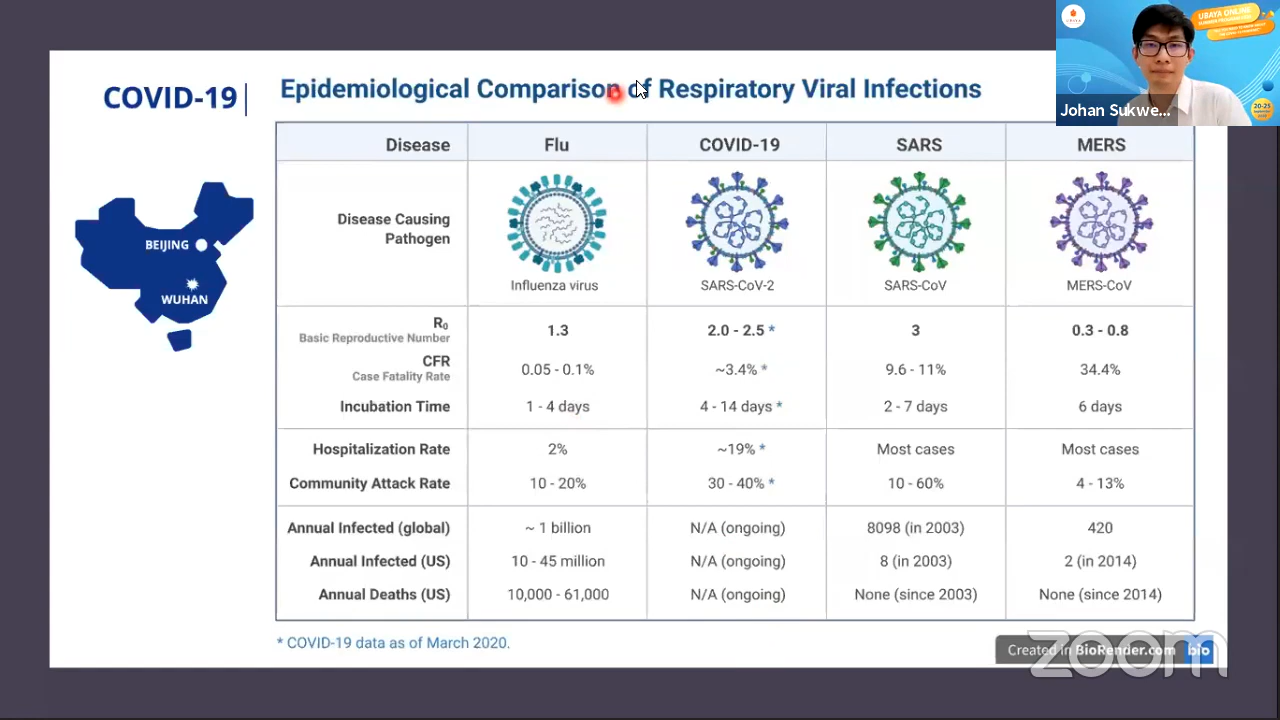 COVID-19
Epidemiological Comparison of Respiratory Viral Infections
UBAYA ONLINE
Johan Sukwe...
20-25
BEIJING
WUHAN
Disease Flu COVID-19 SARS MERS
Disease Causing
Pathogen
Influenza virus SARS-CoV-2 SARS-CoV MERS-CoV
R₀ 1.3 2.0 - 2.5 * 3 0.3 - 0.8
Basic Reproductive Number
CFR 0.05 - 0.1% ~3.4% * 9.6 - 11% 34.4%
Case Fatality Rate
Incubation Time 1 - 4 days 4 - 14 days * 2 - 7 days 6 days
Hospitalization Rate 2% ~19% * Most cases Most cases
Community Attack Rate 10 - 20% 30 - 40% * 10 - 60% 4 - 13%
Annual Infected (global) ~ 1 billion N/A (ongoing) 8098 (in 2003) 420
Annual Infected (US) 10 - 45 million N/A (ongoing) 8 (in 2003) 2 (in 2014)
Annual Deaths (US) 10,000 - 61,000 N/A (ongoing) None (since 2003) None (since 2014)
* COVID-19 data as of March 2020.
Created in BioRender.com bio
zoom